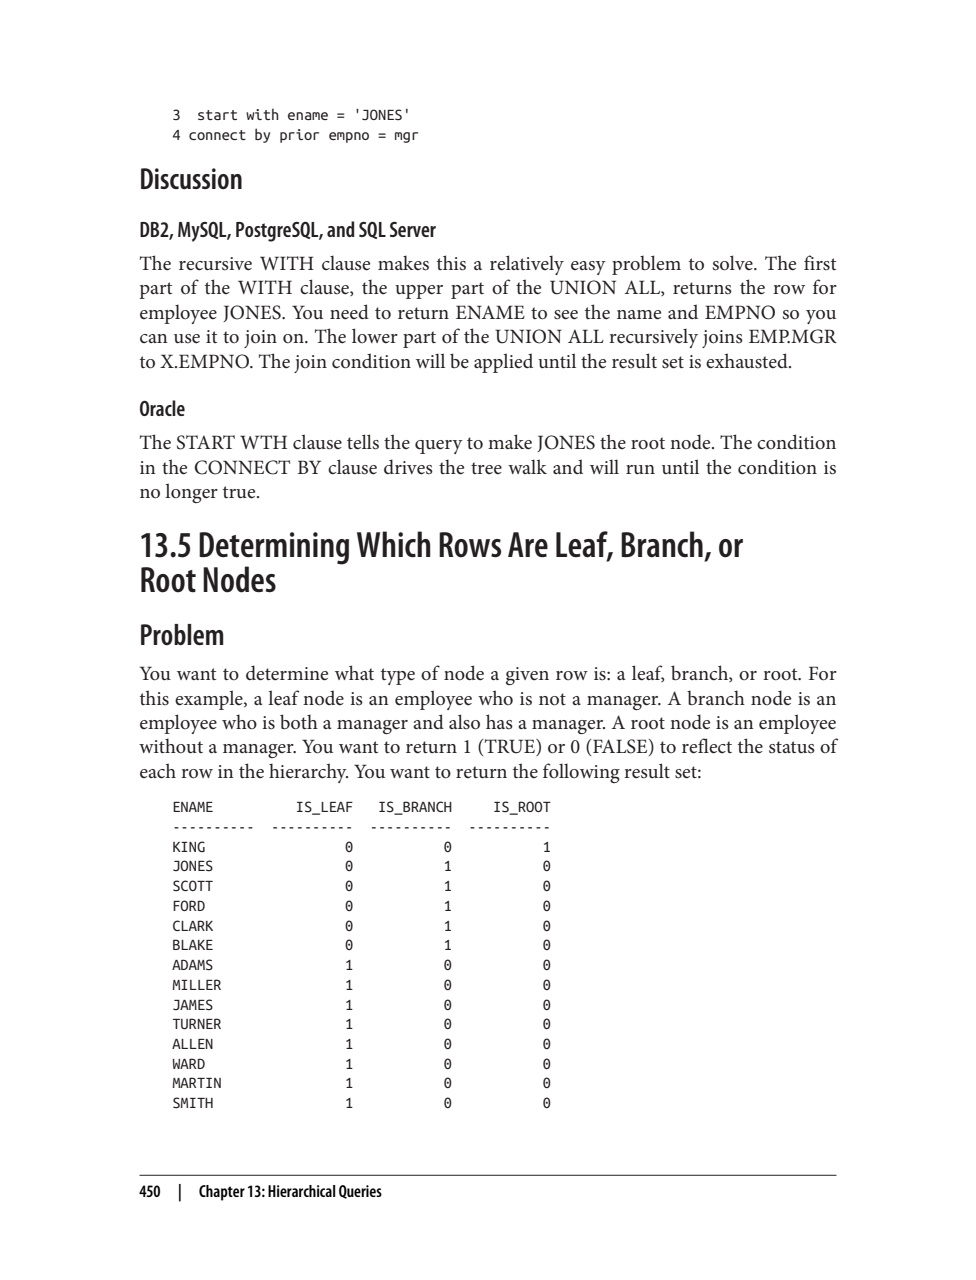 3  start with ename = 'JONES'
4 connect by prior empno = mgr
Discussion
DB2, MySQL, PostgreSQL, and SQL Server
The recursive WITH clause makes this a relatively easy problem to solve. The first
part of the WITH clause, the upper part of the UNION ALL, returns the row for
employee JONES. You need to return ENAME to see the name and EMPNO so you
can use it to join on. The lower part of the UNION ALL recursively joins EMP.MGR
to X.EMPNO. The join condition will be applied until the result set is exhausted.
Oracle
The START WTH clause tells the query to make JONES the root node. The condition
in the CONNECT BY clause drives the tree walk and will run until the condition is
no longer true.
13.5 Determining Which Rows Are Leaf, Branch, or
Root Nodes
Problem
You want to determine what type of node a given row is: a leaf, branch, or root. For
this example, a leaf node is an employee who is not a manager. A branch node is an
employee who is both a manager and also has a manager. A root node is an employee
without a manager. You want to return 1 (TRUE) or 0 (FALSE) to reflect the status of
each row in the hierarchy. You want to return the following result set:
ENAME          IS_LEAF   IS_BRANCH     IS_ROOT
----------  ----------  ----------  ----------
KING                 0           0           1
JONES                0           1           0
SCOTT                0           1           0
FORD                 0           1           0
CLARK                0           1           0
BLAKE                0           1           0
ADAMS                1           0           0
MILLER               1           0           0
JAMES                1           0           0
TURNER               1           0           0
ALLEN                1           0           0
WARD                 1           0           0
MARTIN               1           0           0
SMITH                1           0           0
450 | Chapter 13: Hierarchical Queries